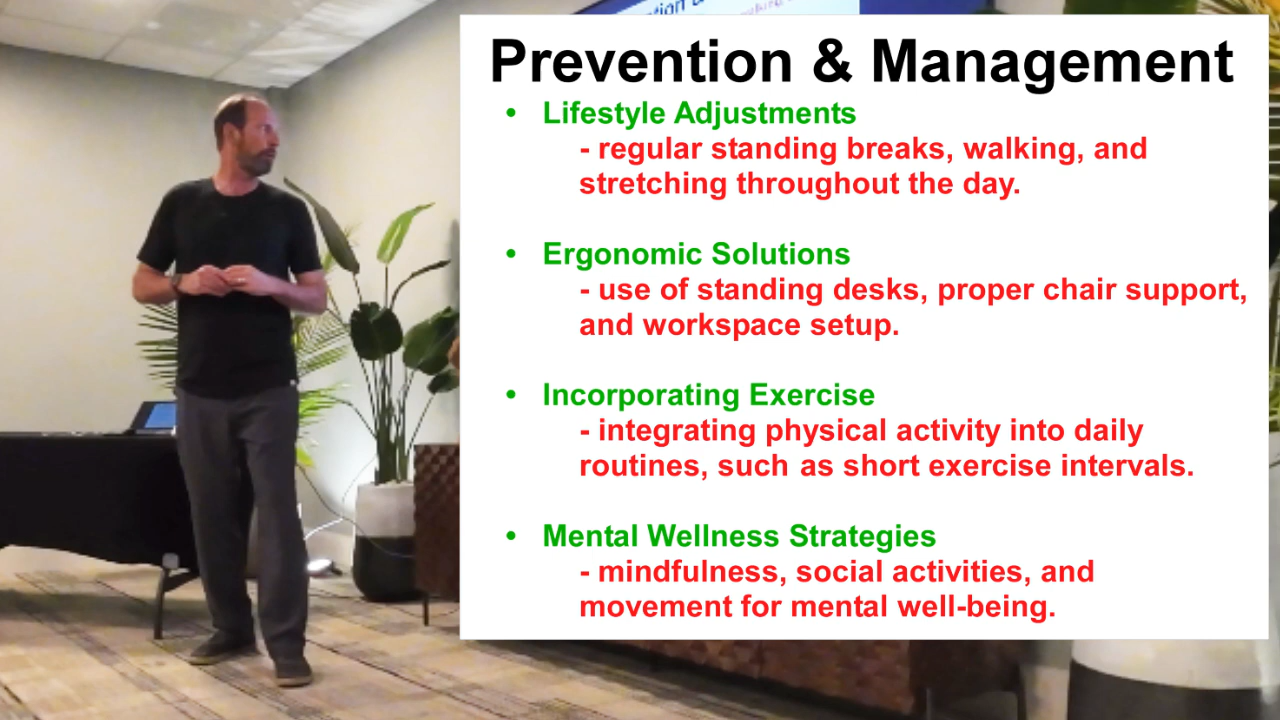 Prevention & Management
• Lifestyle Adjustments
- regular standing breaks, walking, and
stretching throughout the day.
• Ergonomic Solutions
- use of standing desks, proper chair support,
and workspace setup.
• Incorporating Exercise
- integrating physical activity into daily
routines, such as short exercise intervals.
• Mental Wellness Strategies
- mindfulness, social activities, and
movement for mental well-being.